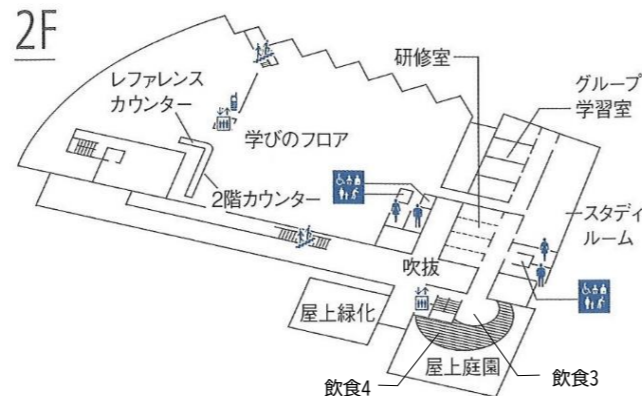 2F
レファレンス
カウンター
学びのフロア
2階カウンター
研修室
グループ
学習室
スタディ
ルーム
吹抜
屋上緑化
屋上庭園
飲食4
飲食3